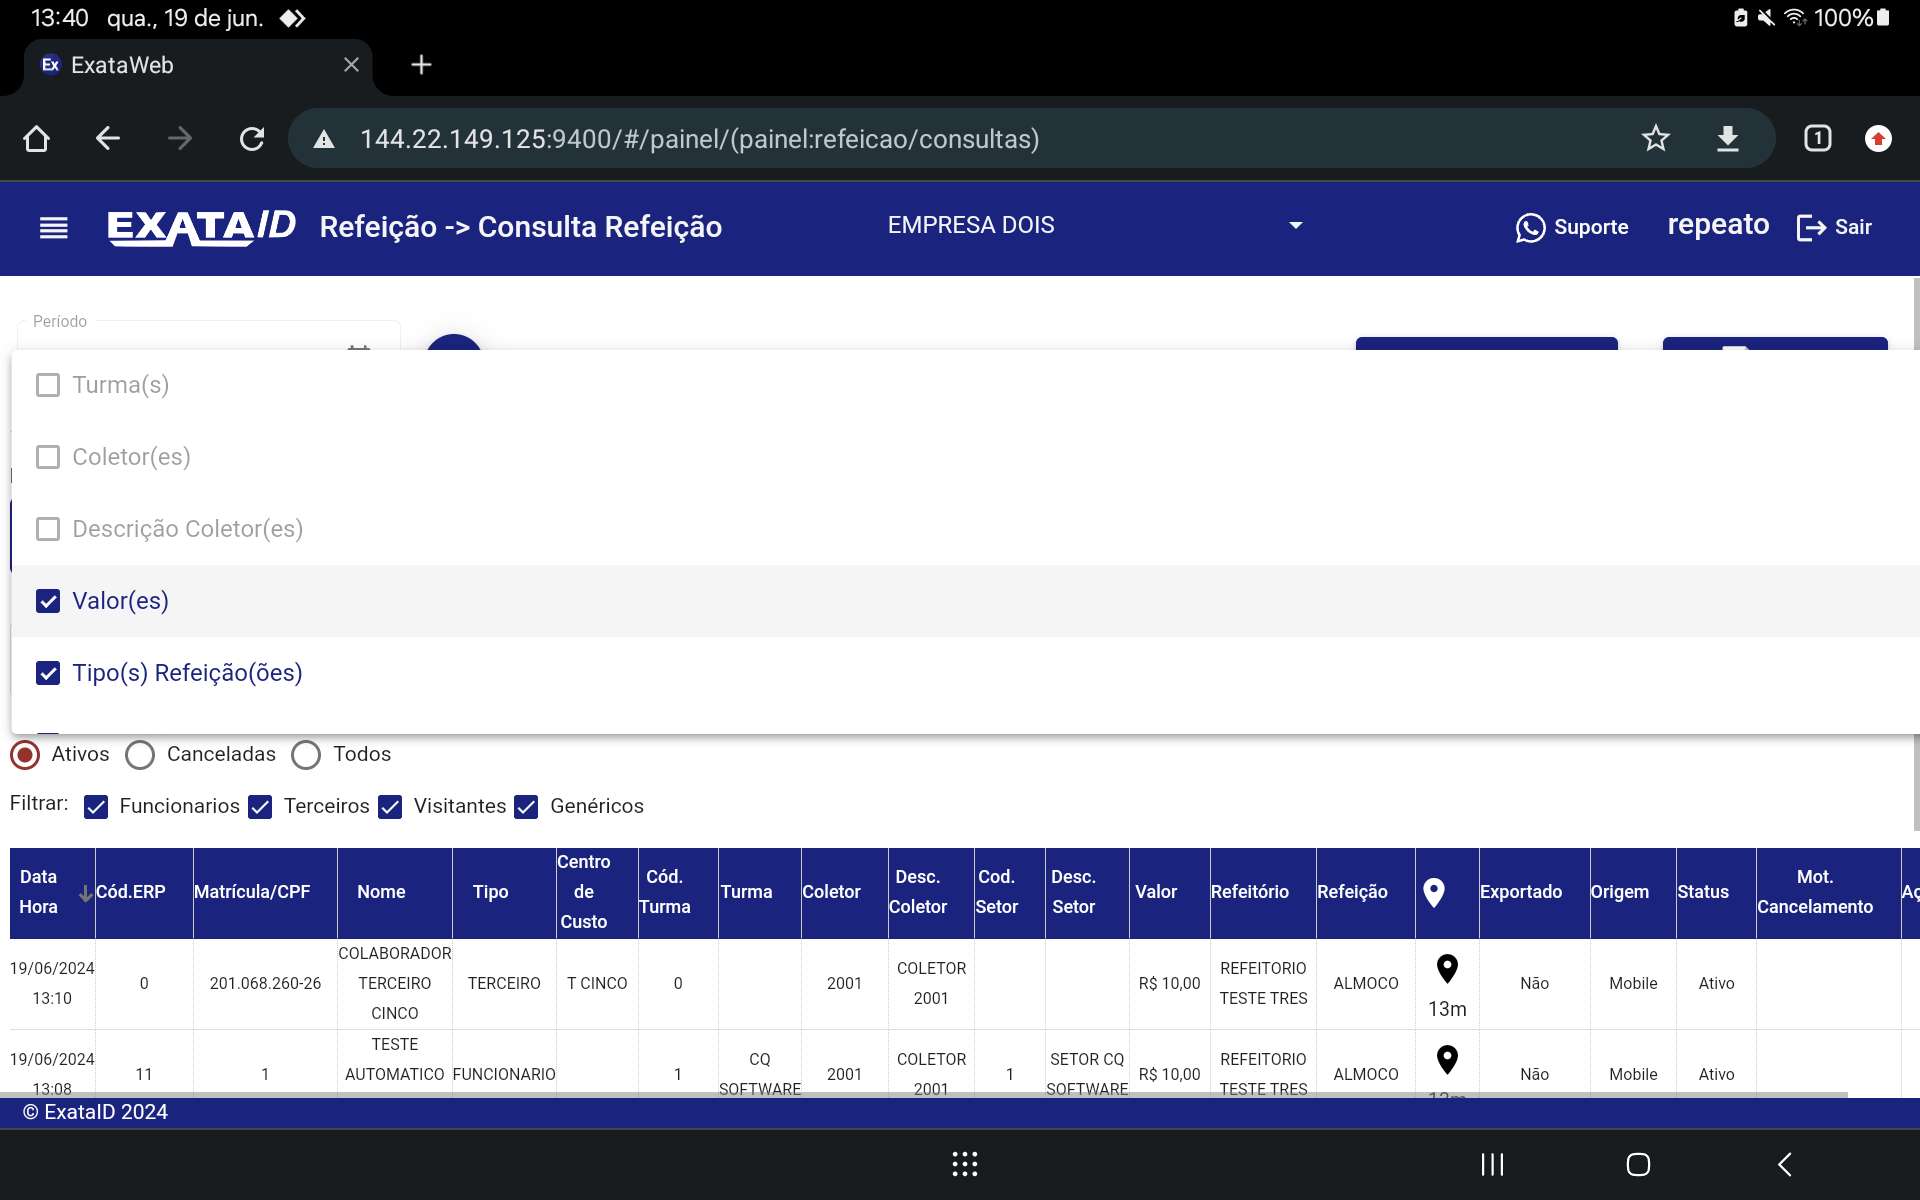 13:40 qua., 19 de jun. 100%
Ex ExataWeb
144.22.149.125:9400/#/painel/(painel:refeicao/consultas) 1
EXATAID Refeição -> Consulta Refeição EMPRESA DOIS Suporte repeato Sair
Período
Turma(s)
Coletor(es)
Descrição Coletor(es)
Valor(es)
Tipo(s) Refeição(ões)
Ativos Canceladas Todos
Filtrar: Funcionarios Terceiros Visitantes Genéricos
Data Hora Cód.ERP Matrícula/CPF Nome Tipo Centro de Custo Cód. Turma Turma Coletor Desc. Coletor Cod. Setor Desc. Setor Valor Refeitório Refeição Exportado Origem Status Mot. Cancelamento Aç
19/06/2024 13:10 0 201.068.260-26 COLABORADOR TERCEIRO CINCO TERCEIRO T CINCO 0 2001 COLETOR 2001 R$ 10,00 REFEITORIO TESTE TRES ALMOCO 13m Não Mobile Ativo
19/06/2024 13:08 11 1 TESTE AUTOMATICO FUNCIONARIO 1 CQ SOFTWARE 2001 COLETOR 2001 1 SETOR CQ SOFTWARE R$ 10,00 REFEITORIO TESTE TRES ALMOCO Não Mobile Ativo
© ExataID 2024